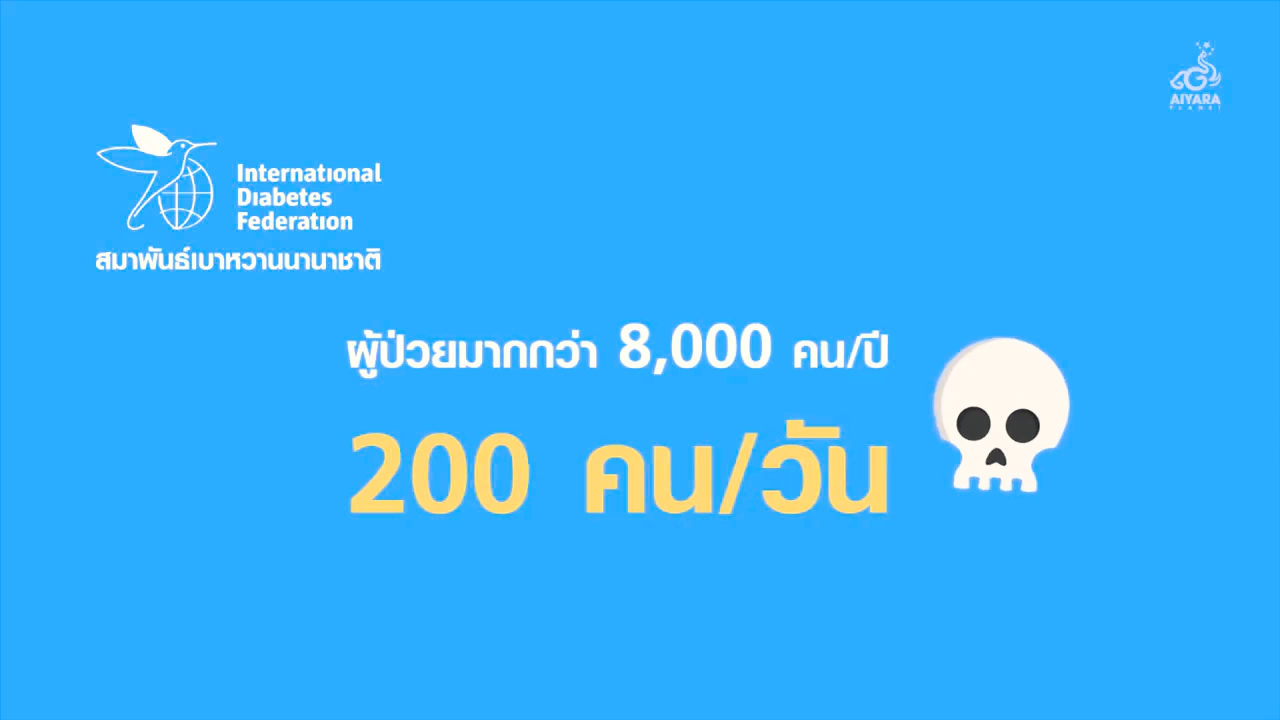 AIYARA
PLANET
International
Diabetes
Federation
สมาพันธ์เบาหวานนานาชาติ
ผู้ป่วยมากกว่า 8,000 คน/ปี
200 คน/วัน